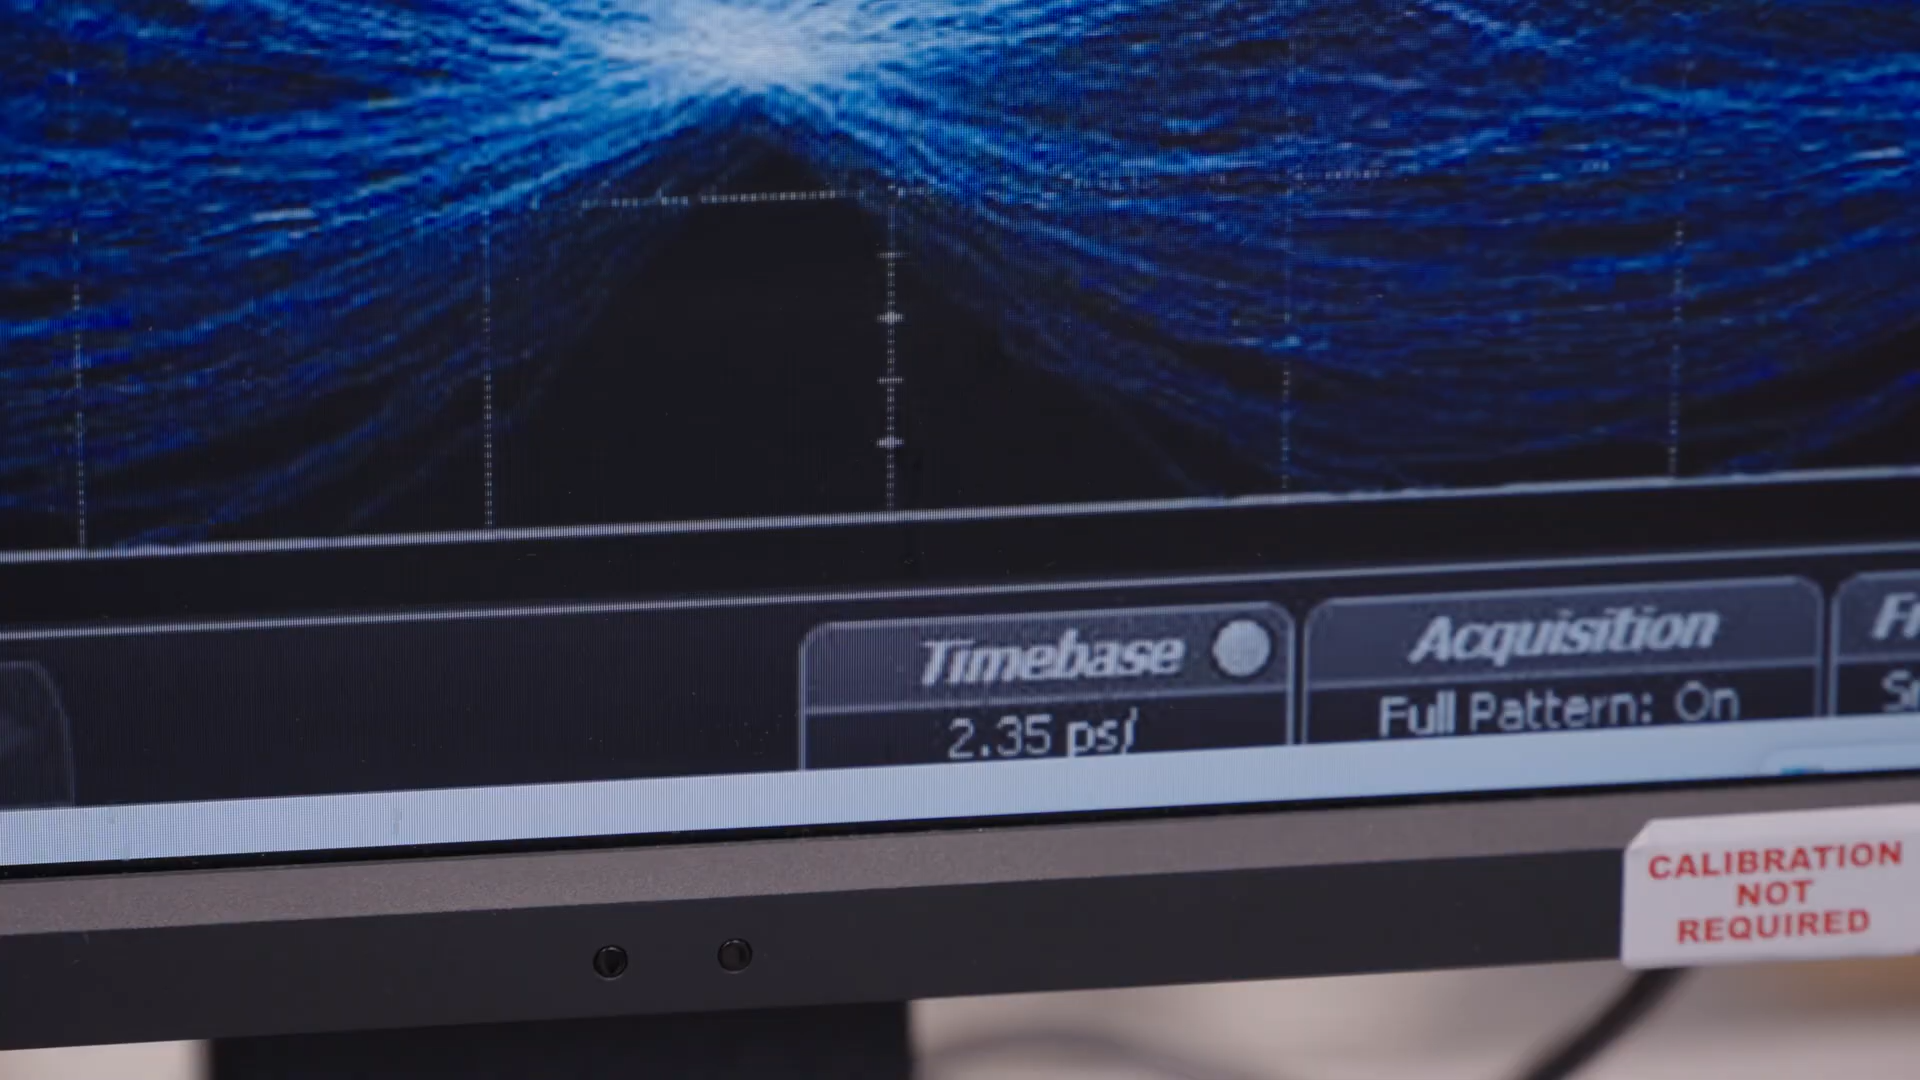 Timebase
2.35 ps/
Acquisition
Full Pattern: On
CALIBRATION
NOT
REQUIRED